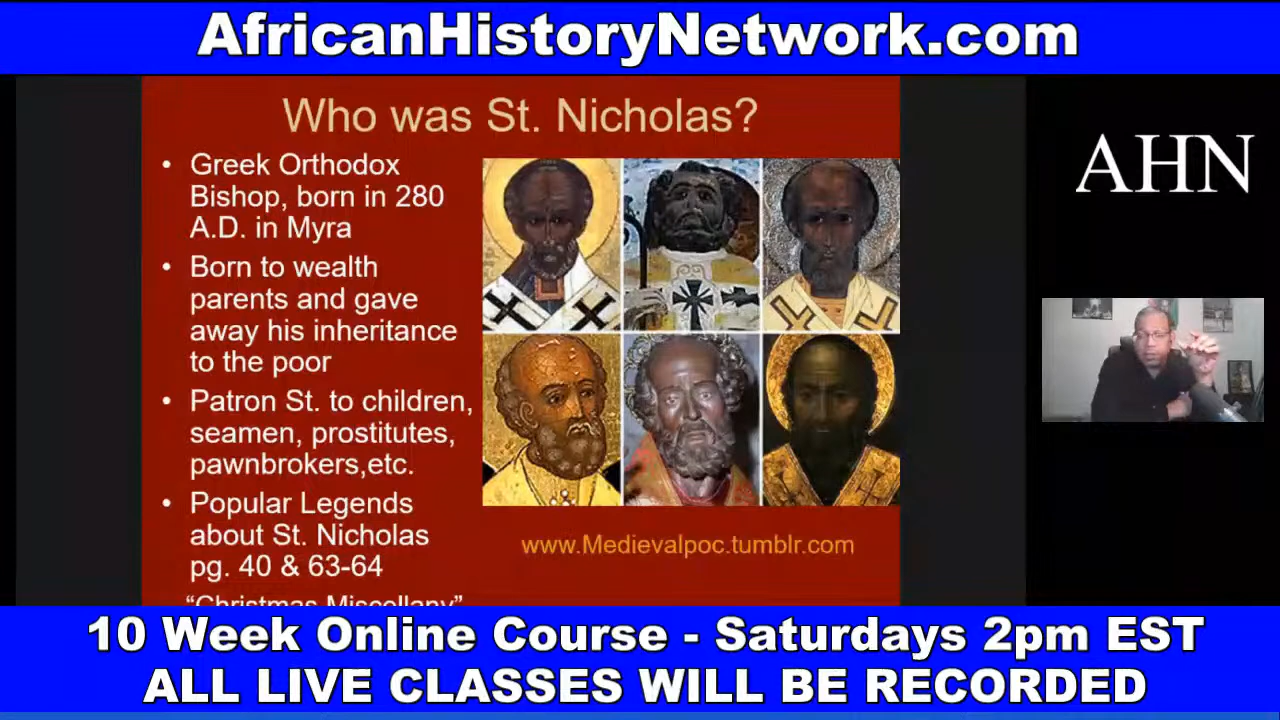 AfricanHistoryNetwork.com
Who was St. Nicholas?
AHN
• Greek Orthodox
Bishop, born in 280
A.D. in Myra
• Born to wealth
parents and gave
away his inheritance
to the poor
• Patron St. to children,
seamen, prostitutes,
pawnbrokers,etc.
• Popular Legends
about St. Nicholas
pg. 40 & 63-64
“Christmas Miscellany”
www.Medievalpoc.tumblr.com
10 Week Online Course - Saturdays 2pm EST
ALL LIVE CLASSES WILL BE RECORDED